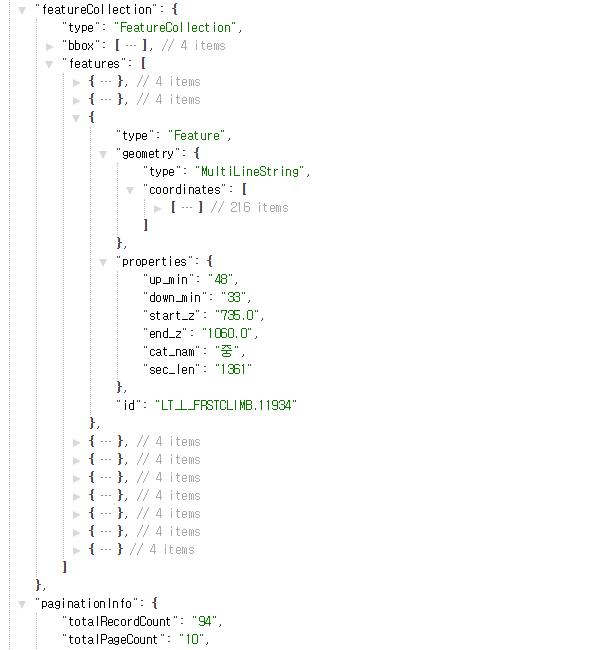 "featureCollection": {
"type": "FeatureCollection",
"bbox": [ ... ], // 4 items
"features": [
{ ... }, // 4 items
{ ... }, // 4 items
{
"type": "Feature",
"geometry": {
"type": "MultiLineString",
"coordinates": [
[ ... ] // 216 items
]
},
"properties": {
"up_min": "48",
"down_min": "33",
"start_z": "735.0",
"end_z": "1060.0",
"cat_nam": "중",
"sec_len": "1361"
},
"id": "LT_L_FRSTCLIMB.11934"
},
{ ... }, // 4 items
{ ... }, // 4 items
{ ... }, // 4 items
{ ... }, // 4 items
{ ... }, // 4 items
{ ... }, // 4 items
{ ... } // 4 items
]
},
"paginationInfo": {
"totalRecordCount": "94",
"totalPageCount": "10",